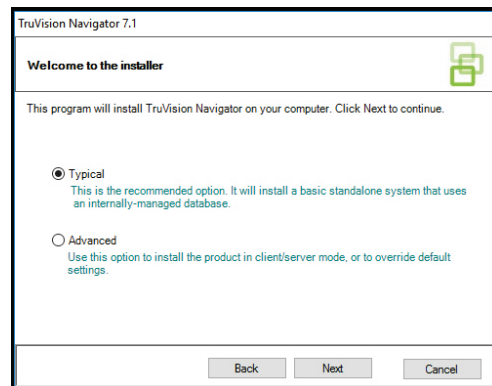 TruVision Navigator 7.1
Welcome to the installer
This program will install TruVision Navigator on your computer. Click Next to continue.
Typical
This is the recommended option. It will install a basic standalone system that uses
an internally-managed database.
Advanced
Use this option to install the product in client/server mode, or to override default
settings.
Back Next Cancel